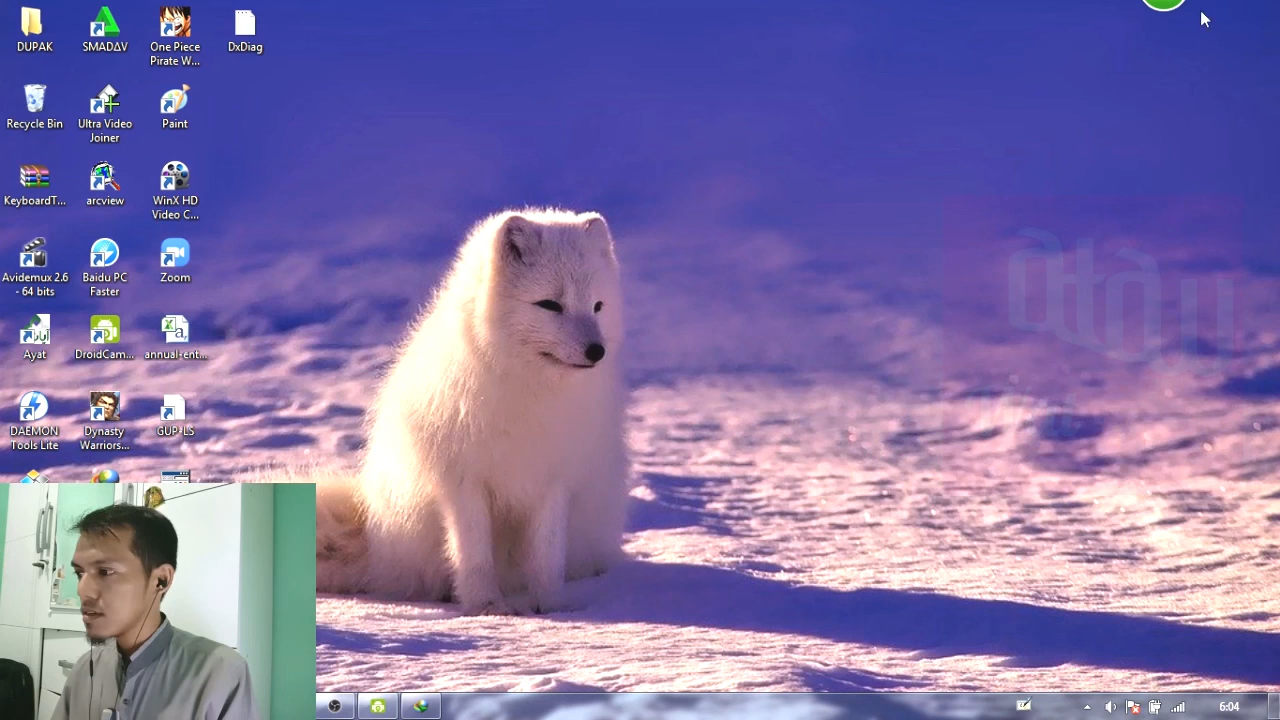 DUPAK
SMADΔV
One Piece
Pirate W...
DxDiag
Recycle Bin
Ultra Video
Joiner
Paint
KeyboardT...
arcview
WinX HD
Video C...
Avidemux 2.6
- 64 bits
Baidu PC
Faster
Zoom
Ayat
DroidCam...
annual-ent...
DAEMON
Tools Lite
Dynasty
Warriors...
GUP•LS
atau
6:04